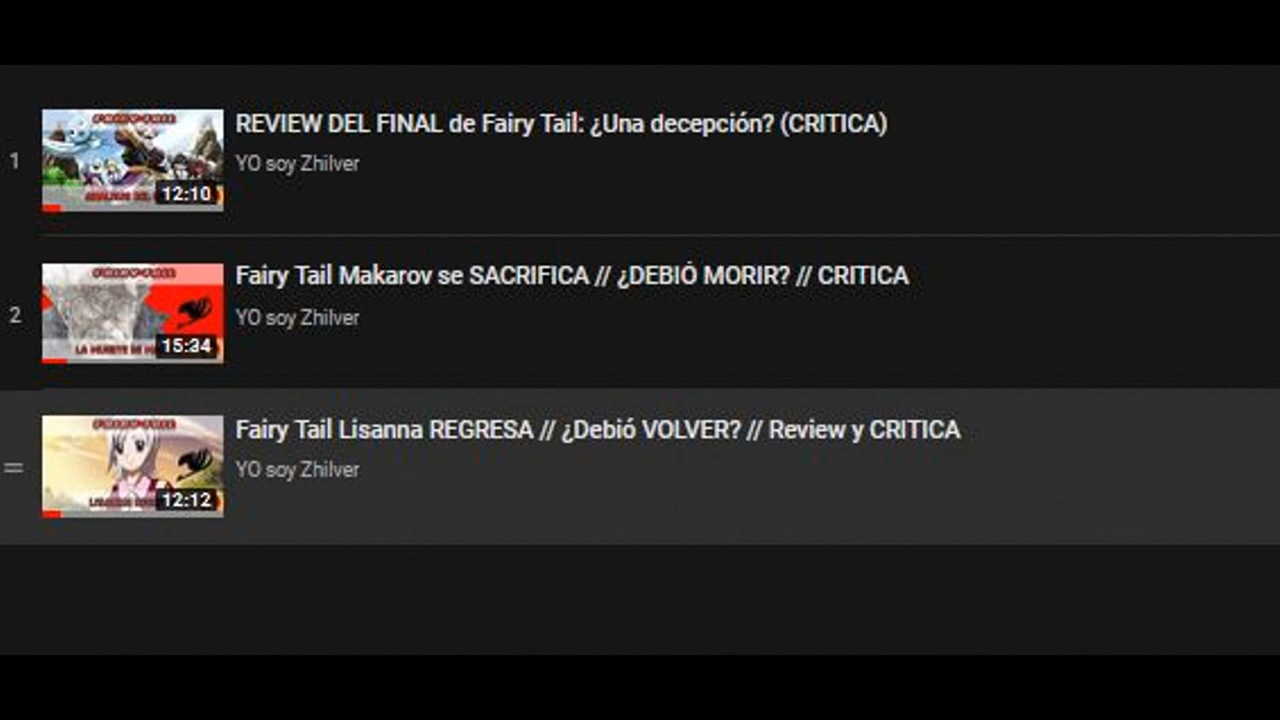 1
REVIEW DEL FINAL de Fairy Tail: ¿Una decepción? (CRITICA)
YO soy Zhilver
12:10
2
Fairy Tail Makarov se SACRIFICA // ¿DEBIÓ MORIR? // CRITICA
YO soy Zhilver
15:34
Fairy Tail Lisanna REGRESA // ¿Debió VOLVER? // Review y CRITICA
YO soy Zhilver
12:12